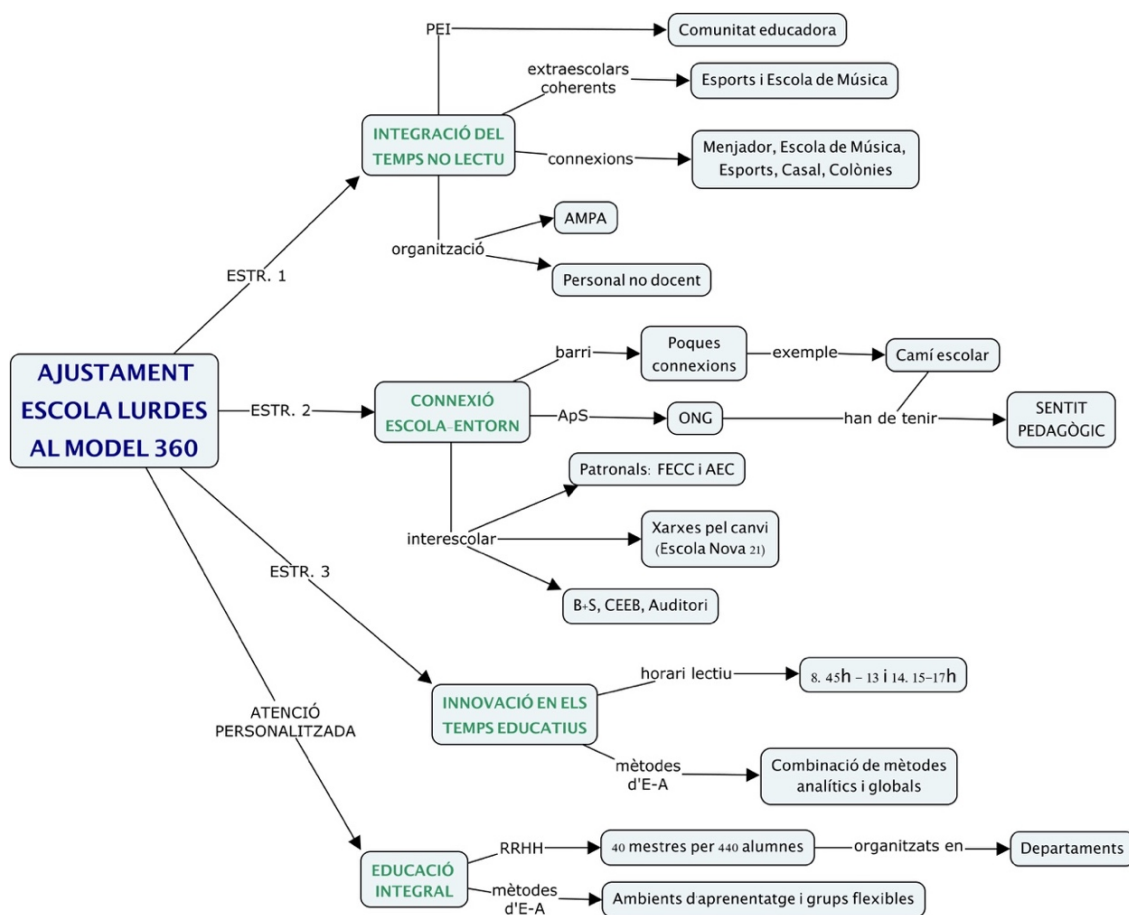 PEI
Comunitat educadora
extraescolars
coherents
Esports i Escola de Música
INTEGRACIÓ DEL
TEMPS NO LECTU
connexions
Menjador, Escola de Música,
Esports, Casal, Colònies
organització
AMPA
Personal no docent
ESTR. 1
AJUSTAMENT
ESCOLA LURDES
AL MODEL 360
ESTR. 2
CONNEXIÓ
ESCOLA-ENTORN
barri
Poques
connexions
exemple
Camí escolar
ApS
ONG
han de tenir
SENTIT
PEDAGÒGIC
interescolar
Patronals: FECC i AEC
Xarxes pel canvi
(Escola Nova 21)
B+S, CEEB, Auditori
ESTR. 3
INNOVACIÓ EN ELS
TEMPS EDUCATIUS
horari lectiu
8. 45h - 13 i 14. 15-17h
mètodes
d'E-A
Combinació de mètodes
analítics i globals
ATENCIÓ
PERSONALITZADA
EDUCACIÓ
INTEGRAL
RRHH
40 mestres per 440 alumnes
organitzats en
Departaments
mètodes
d'E-A
Ambients d'aprenentatge i grups flexibles